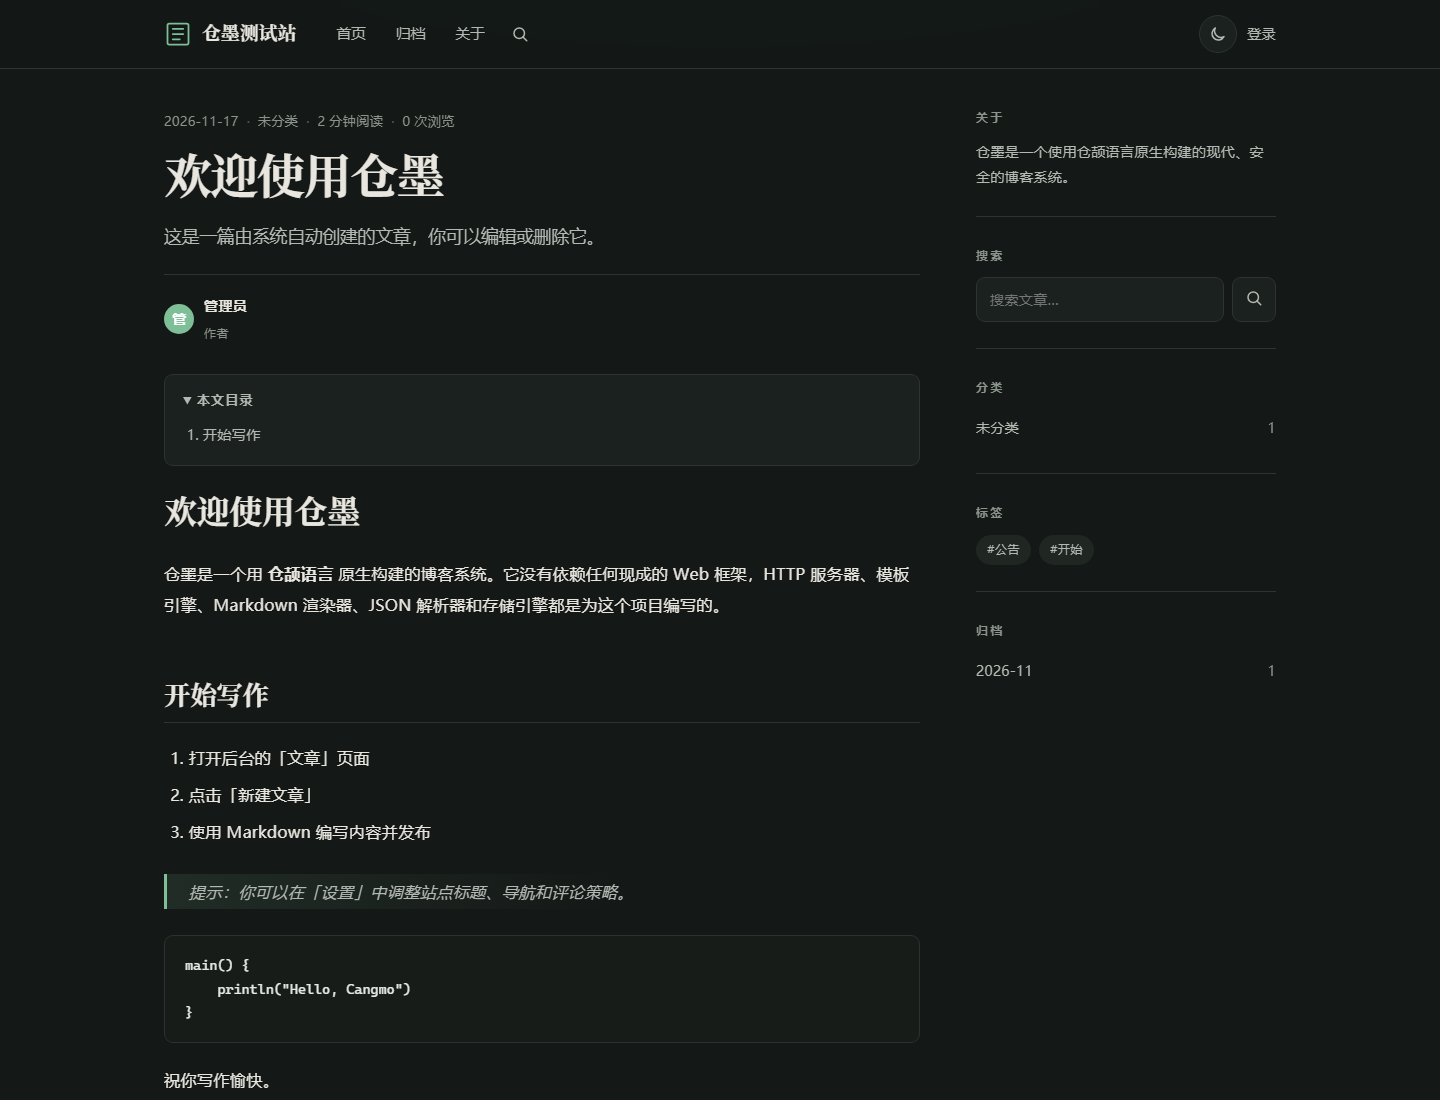 仓墨测试站
首页 归档 关于
登录
2026-11-17 · 未分类 · 2 分钟阅读 · 0 次浏览
欢迎使用仓墨
这是一篇由系统自动创建的文章，你可以编辑或删除它。
管
管理员
作者
▼ 本文目录
1. 开始写作
欢迎使用仓墨
仓墨是一个用 仓颉语言 原生构建的博客系统。它没有依赖任何现成的 Web 框架，HTTP 服务器、模板
引擎、Markdown 渲染器、JSON 解析器和存储引擎都是为这个项目编写的。
开始写作
1. 打开后台的「文章」页面
2. 点击「新建文章」
3. 使用 Markdown 编写内容并发布
提示：你可以在「设置」中调整站点标题、导航和评论策略。
main() {
    println("Hello, Cangmo")
}
祝你写作愉快。
关于
仓墨是一个使用仓颉语言原生构建的现代、安
全的博客系统。
搜索
搜索文章...
分类
未分类 1
标签
#公告 #开始
归档
2026-11 1